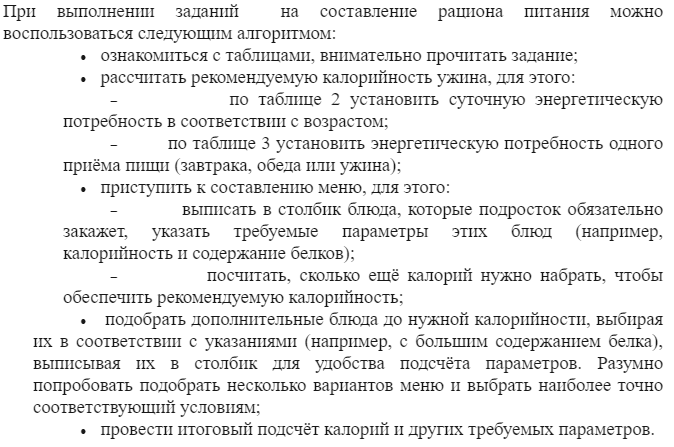 При выполнении заданий на составление рациона питания можно
воспользоваться следующим алгоритмом:
• ознакомиться с таблицами, внимательно прочитать задание;
• рассчитать рекомендуемую калорийность ужина, для этого:
– по таблице 2 установить суточную энергетическую
потребность в соответствии с возрастом;
– по таблице 3 установить энергетическую потребность одного
приёма пищи (завтрака, обеда или ужина);
• приступить к составлению меню, для этого:
– выписать в столбик блюда, которые подросток обязательно
закажет, указать требуемые параметры этих блюд (например,
калорийность и содержание белков);
– посчитать, сколько ещё калорий нужно набрать, чтобы
обеспечить рекомендуемую калорийность;
• подобрать дополнительные блюда до нужной калорийности, выбирая
их в соответствии с указаниями (например, с большим содержанием белка),
выписывая их в столбик для удобства подсчёта параметров. Разумно
попробовать подобрать несколько вариантов меню и выбрать наиболее точно
соответствующий условиям;
• провести итоговый подсчёт калорий и других требуемых параметров.